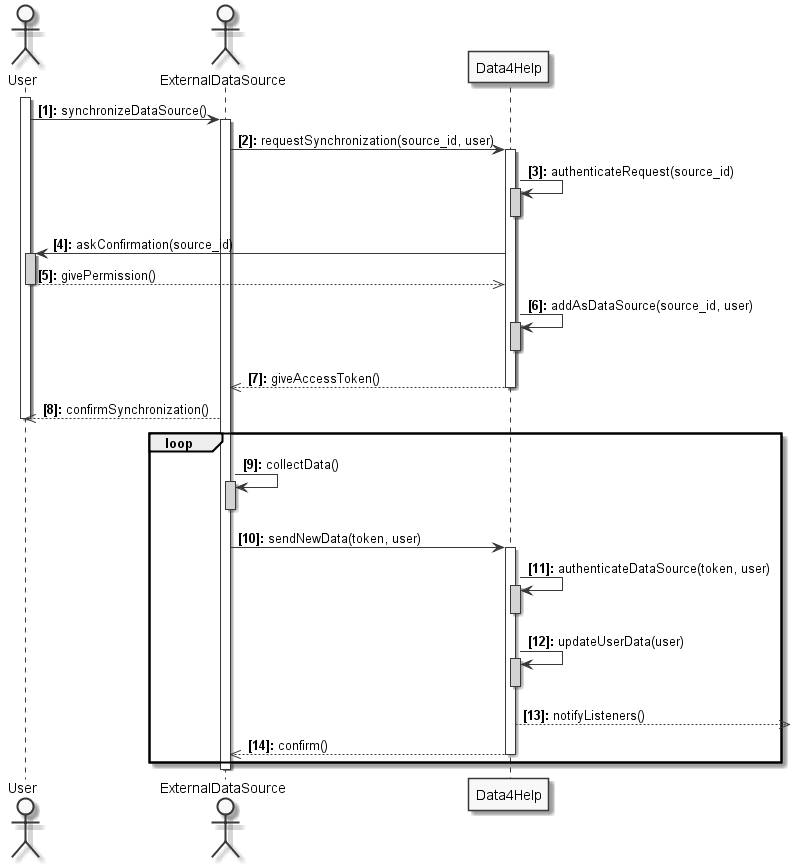 User
ExternalDataSource
Data4Help
[1]: synchronizeDataSource()
[2]: requestSynchronization(source_id, user)
[3]: authenticateRequest(source_id)
[4]: askConfirmation(source_id)
[5]: givePermission()
[6]: addAsDataSource(source_id, user)
[7]: giveAccessToken()
[8]: confirmSynchronization()
loop
[9]: collectData()
[10]: sendNewData(token, user)
[11]: authenticateDataSource(token, user)
[12]: updateUserData(user)
[13]: notifyListeners()
[14]: confirm()
User
ExternalDataSource
Data4Help